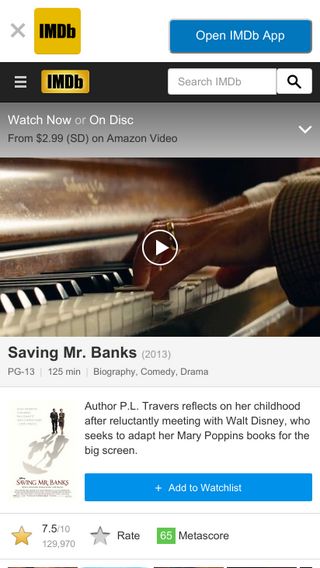 IMDb
Open IMDb App
IMDb
Search IMDb
Watch Now or On Disc
From $2.99 (SD) on Amazon Video
Saving Mr. Banks (2013)
PG-13 | 125 min | Biography, Comedy, Drama
Author P.L. Travers reflects on her childhood
after reluctantly meeting with Walt Disney, who
seeks to adapt her Mary Poppins books for the
big screen.
SAVING MR. BANKS
+ Add to Watchlist
7.5/10
129,970
Rate
65 Metascore